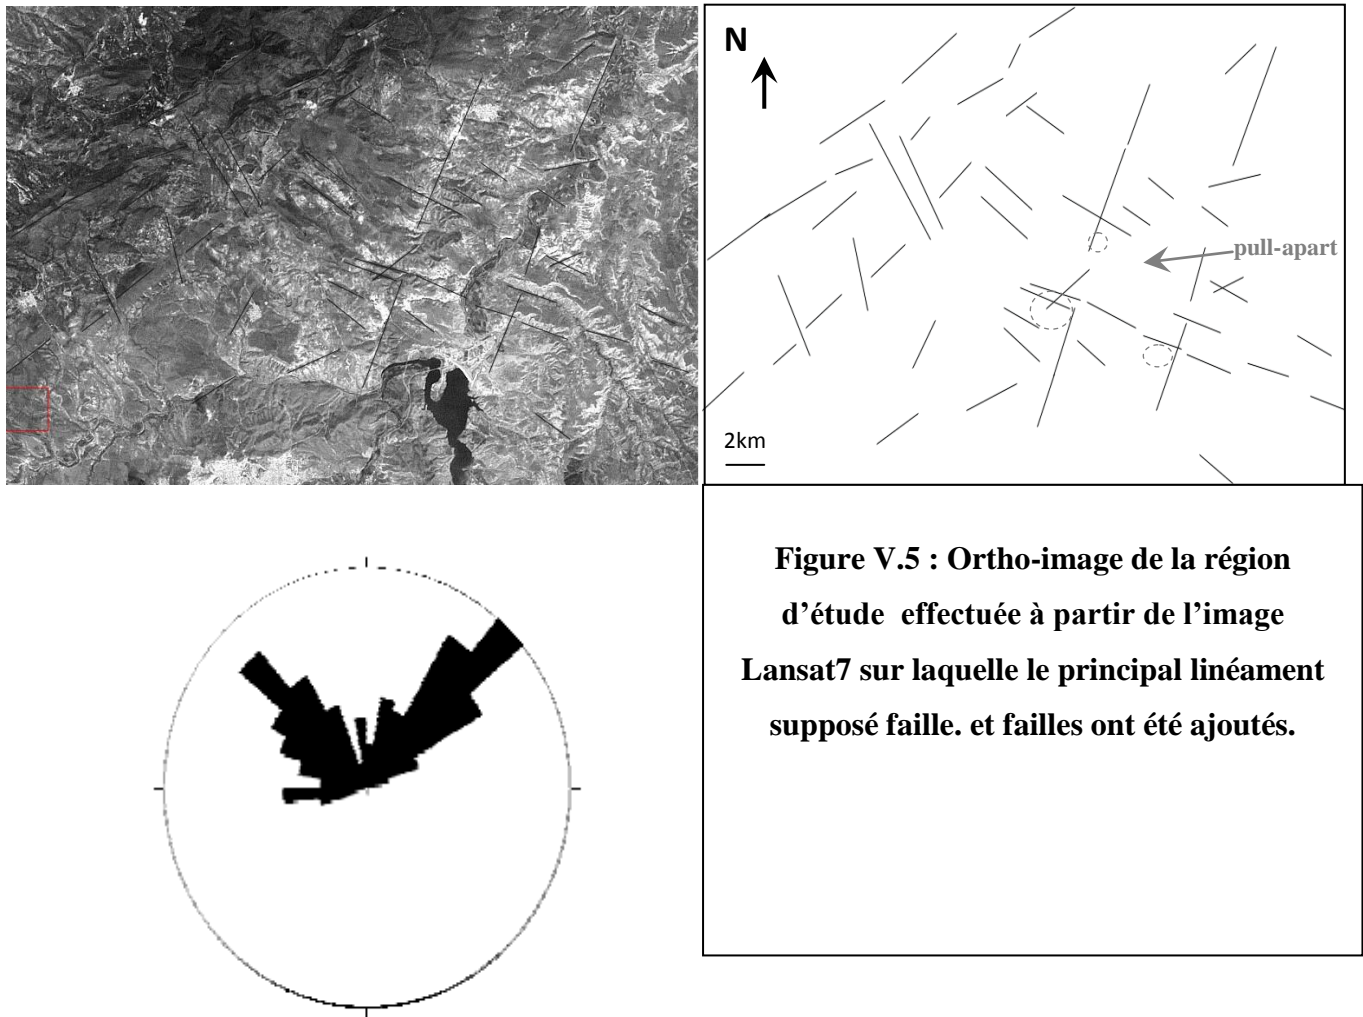 N
pull-apart
2km
Figure V.5 : Ortho-image de la région
d’étude effectuée à partir de l’image
Lansat7 sur laquelle le principal linéament
supposé faille. et failles ont été ajoutés.